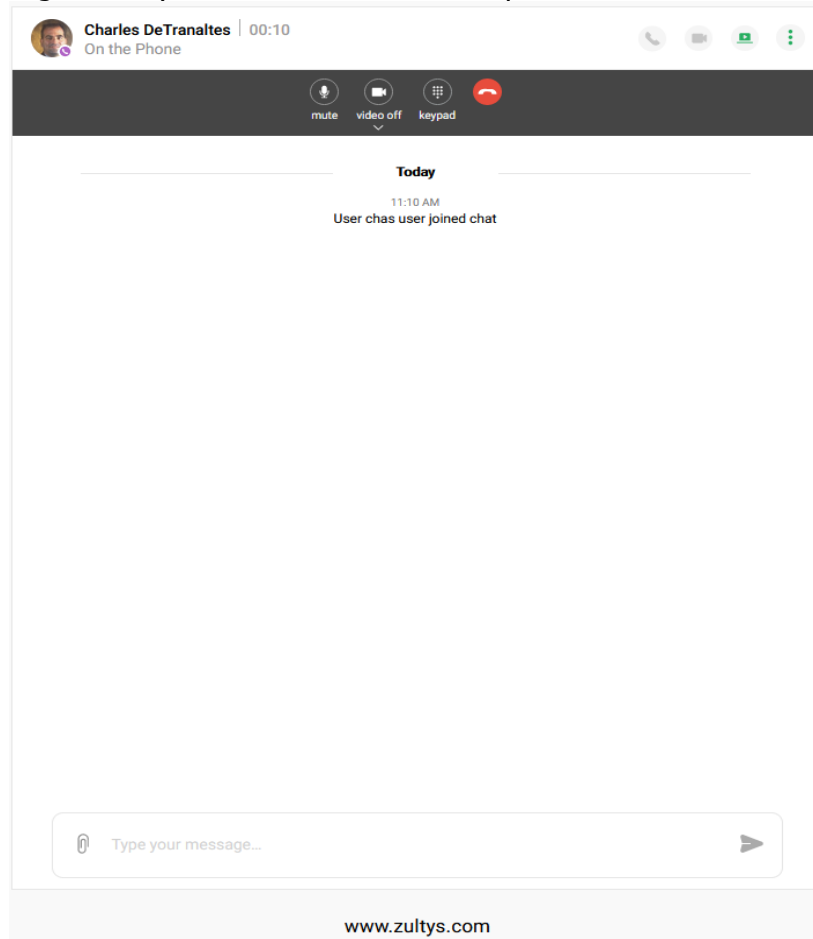 Charles DeTranaltes 00:10
On the Phone
mute video off keypad
Today
11:10 AM
User chas user joined chat
Type your message...
www.zultys.com